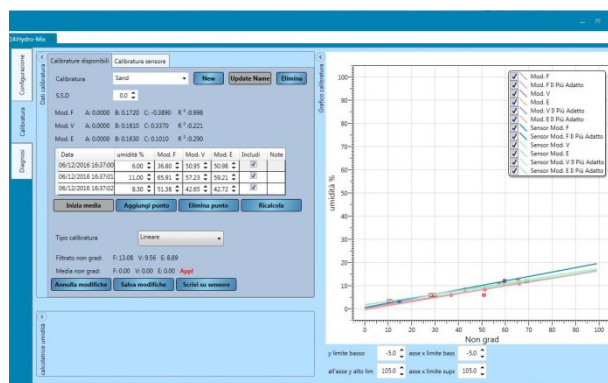 14:Hydro-Mix
Configurazione
Calibratura
Diagnosi
Dati calibratura
Calibrature disponibili Calibratura sensore
Calibratura Sand New Update Name Elimina
S.S.D 0.0
Mod. F A: 0.0000 B: 0.1720 C: -0.3890 R²:0.998
Mod. V A: 0.0000 B: 0.1810 C: 0.3370 R²:0.221
Mod. E A: 0.0000 B: 0.1630 C: 0.1010 R²:0.290
Data umidità % Mod. F Mod. V Mod. E Includi Note
06/12/2016 16:37:00 6.00 36.80 50.95 50.98
06/12/2016 16:37:01 11.00 65.91 57.23 59.21
06/12/2016 16:37:02 8.30 51.38 42.65 42.72
Inizia media Aggiungi punto Elimina punto Ricalcola
Tipo calibratura Lineare
Filtrato non grad: F: 13.08 V: 9.56 E: 8.89
Media non grad: F: 0.00 V: 0.00 E: 0.00 Appl
Annulla modifiche Salva modifiche Scrivi su sensore
calcolatrice umidità
Grafico calibratura
Mod. F
Mod. F Il Più Adatto
Mod. V
Mod. E
Mod. V Il Più Adatto
Mod. E Il Più Adatto
Sensor Mod. F
Sensor Mod. F Il Più Adatto
Sensor Mod. V
Sensor Mod. E
Sensor Mod. V Il Più Adatto
Sensor Mod. E Il Più Adatto
umidità %
100
90
80
70
60
50
40
30
20
10
0
0 10 20 30 40 50 60 70 80 90 100
Non grad
y limite basso -5.0 asse x limite bass -5.0
all'asse y alto lim 105.0 asse x limite supe 105.0